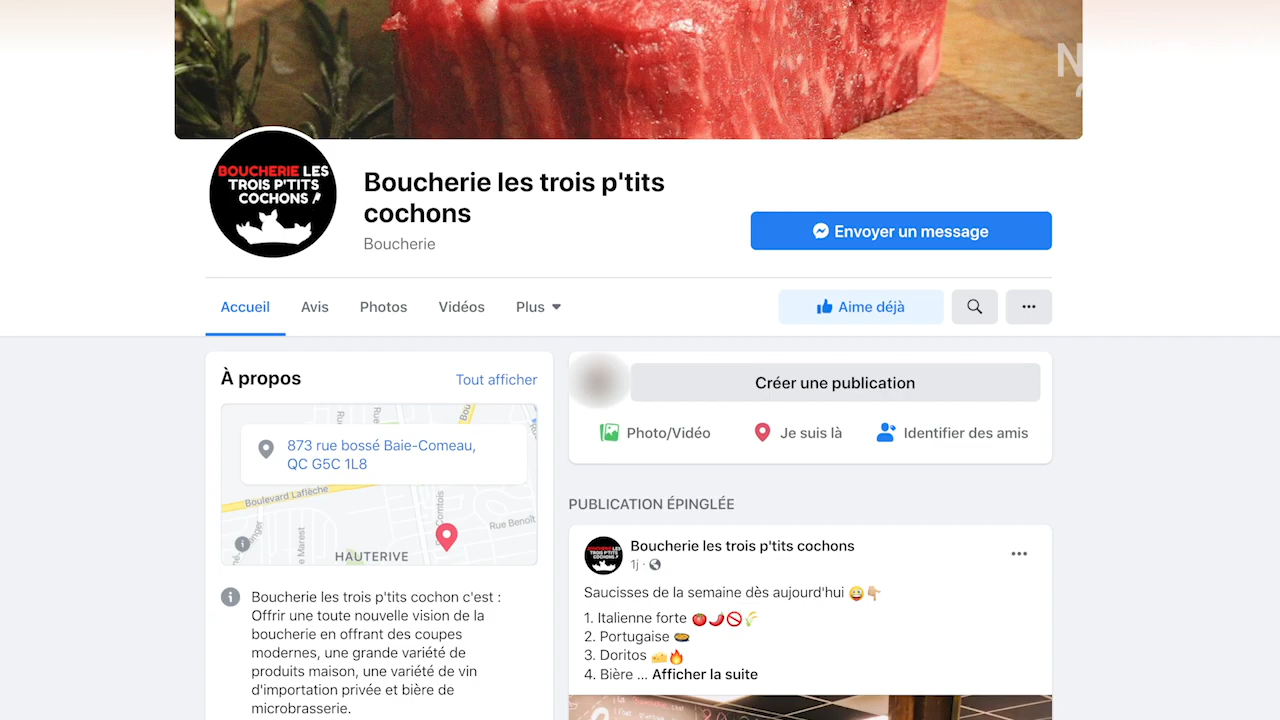 BOUCHERIE LES
TROIS P'TITS
COCHONS !
Boucherie les trois p'tits
cochons
Boucherie
Envoyer un message
Accueil
Avis
Photos
Vidéos
Plus
Aime déjà
À propos
Tout afficher
873 rue bossé Baie-Comeau,
QC G5C 1L8
Boulevard Laflèche
Comtois
Rue Benoît
Marest
HAUTERIVE
Boucherie les trois p'tits cochon c'est :
Offrir une toute nouvelle vision de la
boucherie en offrant des coupes
modernes, une grande variété de
produits maison, une variété de vin
d'importation privée et bière de
microbrasserie.
Créer une publication
Photo/Vidéo
Je suis là
Identifier des amis
PUBLICATION ÉPINGLÉE
Boucherie les trois p'tits cochons
1j ·
Saucisses de la semaine dès aujourd'hui 😀👇🏼
1. Italienne forte 🍅🌶️🚫🌾
2. Portugaise 🥘
3. Doritos 🧀🔥
4. Bière ... Afficher la suite